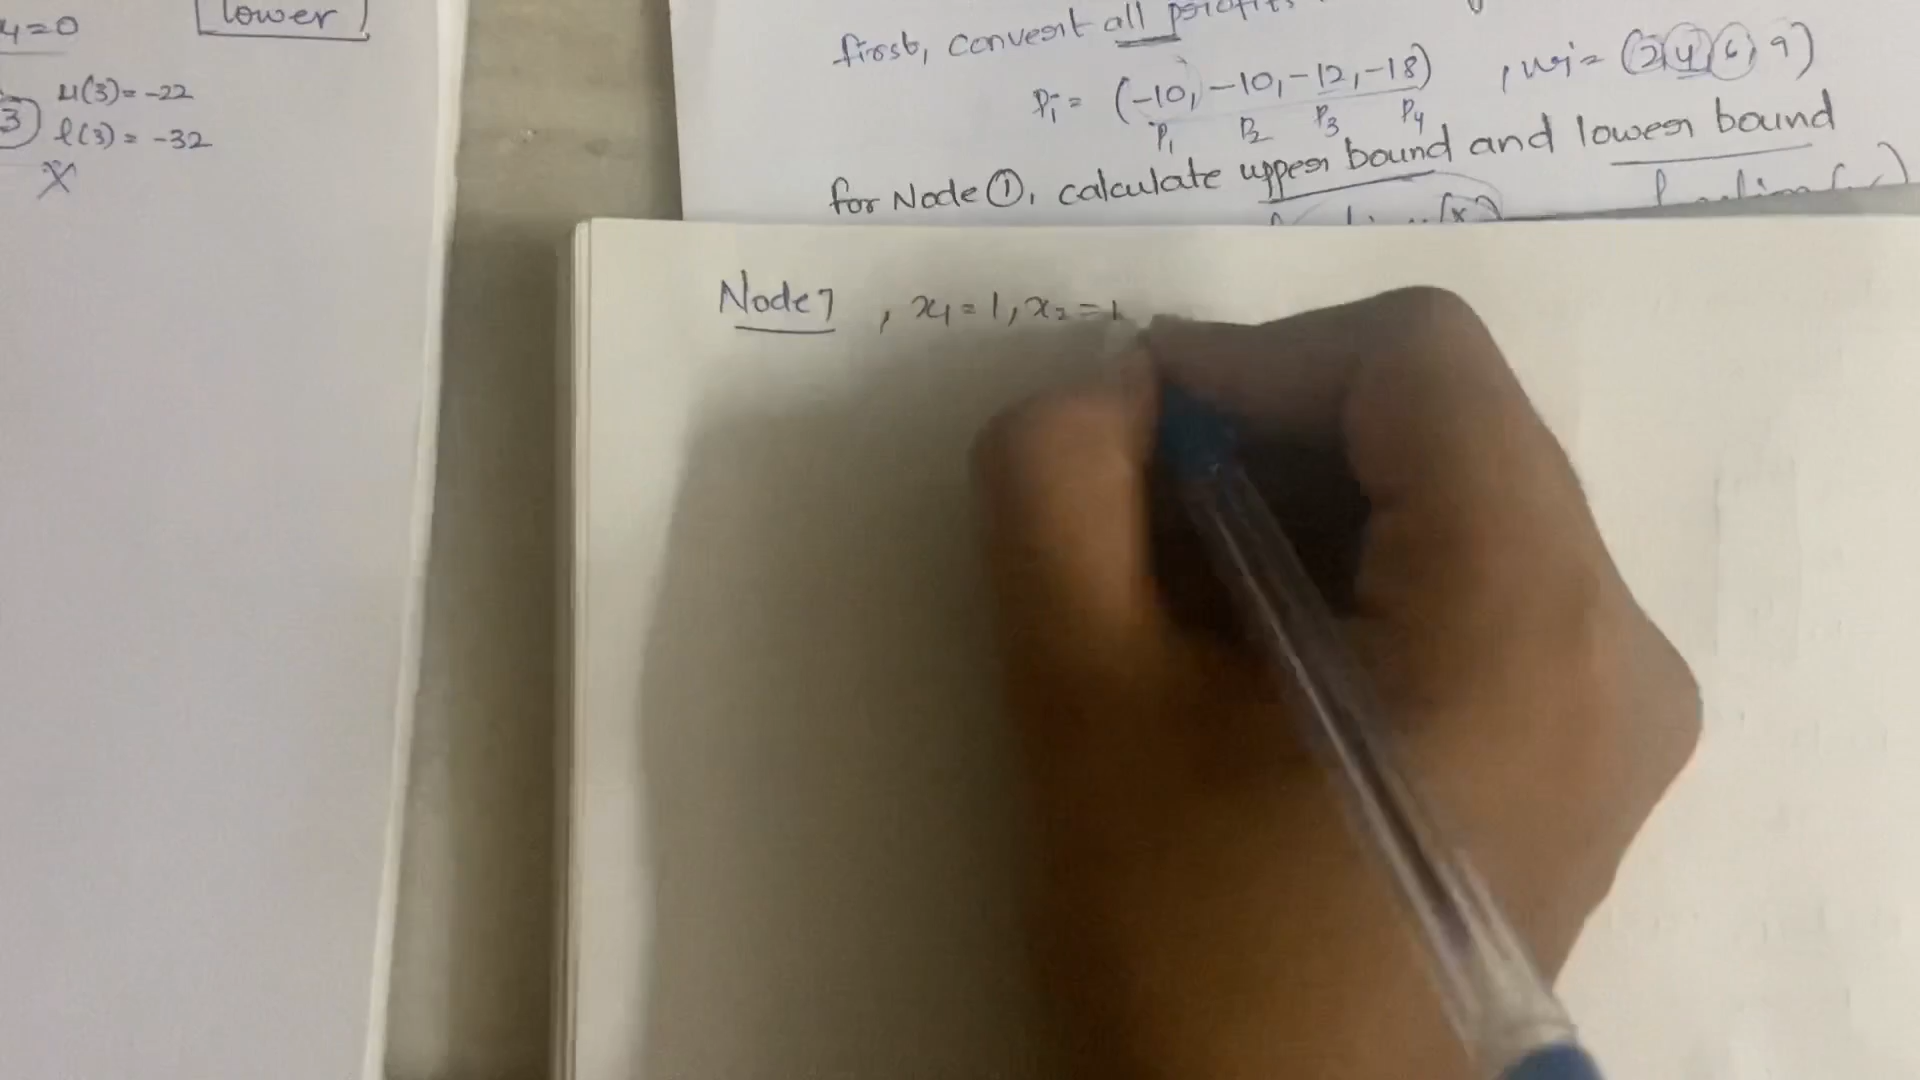 y=0
lower
3 u(3)= -22
l(3) = -32
X
first, convert all profits
Pi = (-10, -10, -12, -18) , wi = (2, 4, 6, 9)
P1 P2 P3 P4
for Node ①, calculate upper bound and lower bound
Node 7 , x1 = 1, x2 = 1